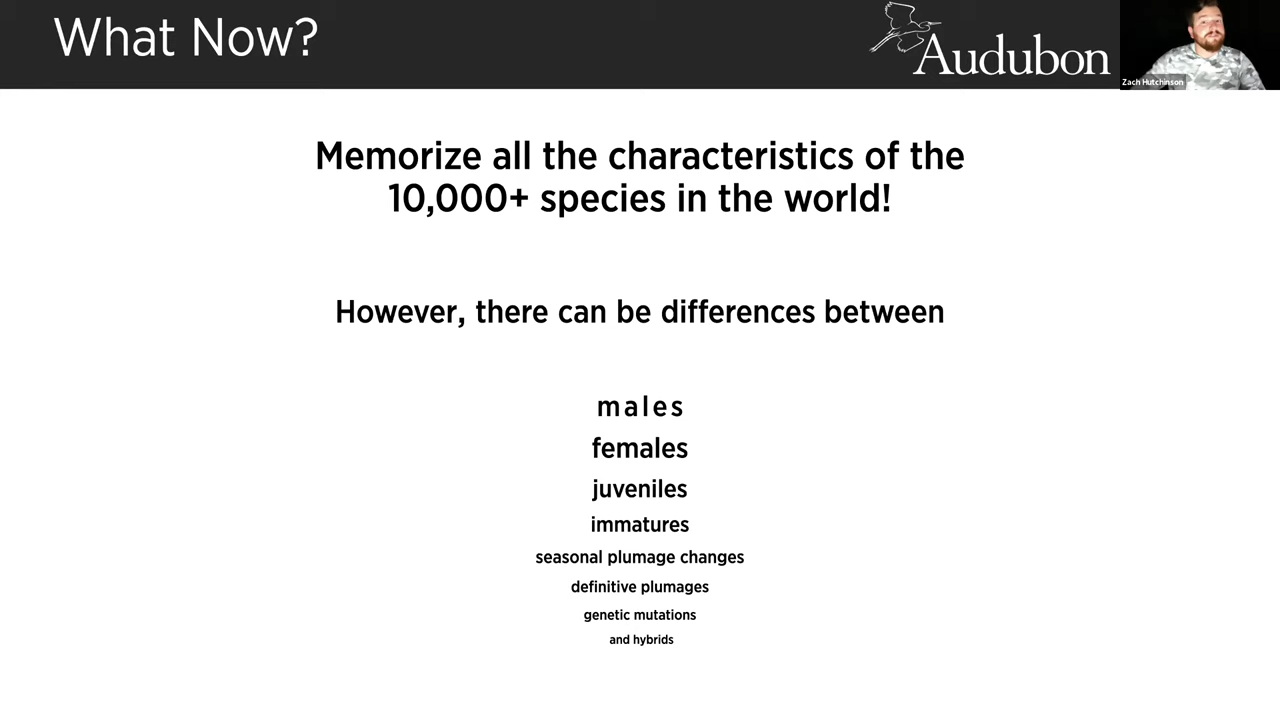 What Now?
Audubon
Zach Hutchinson
Memorize all the characteristics of the
10,000+ species in the world!
However, there can be differences between
males
females
juveniles
immatures
seasonal plumage changes
definitive plumages
genetic mutations
and hybrids